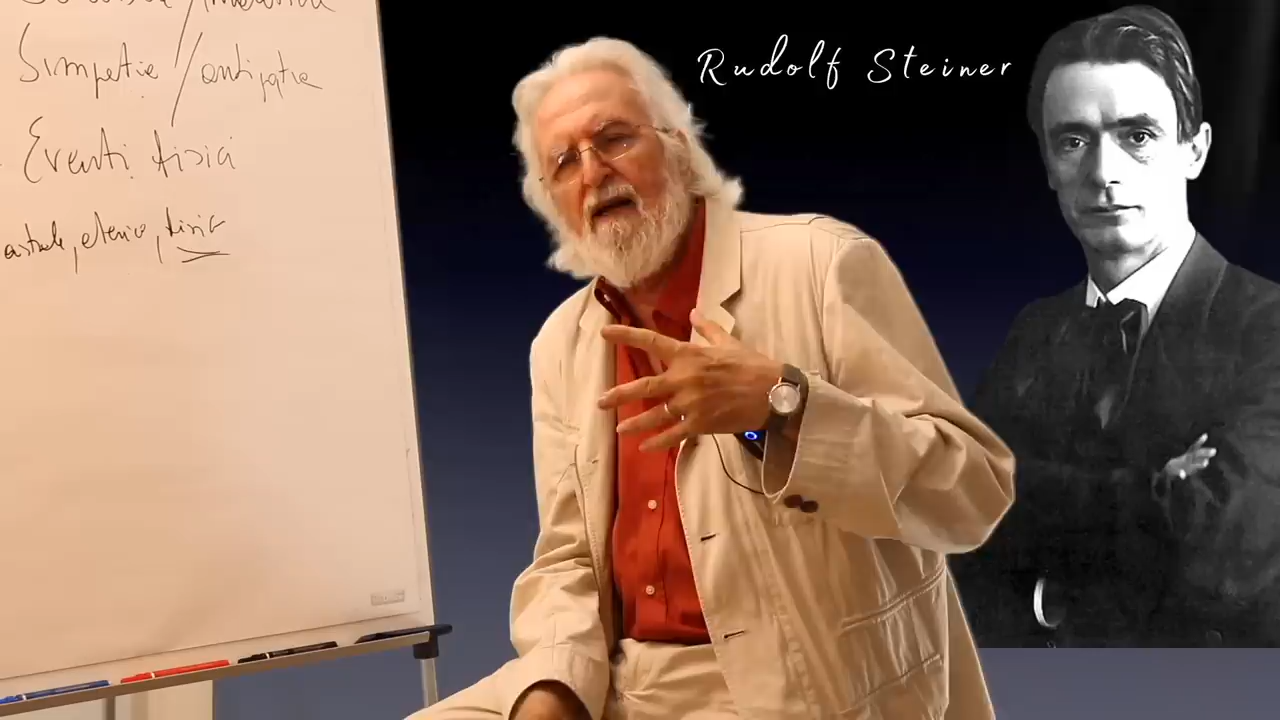 Simpatie / antipatie
Eventi fisici
astrale, eterico, fisico
Rudolf Steiner